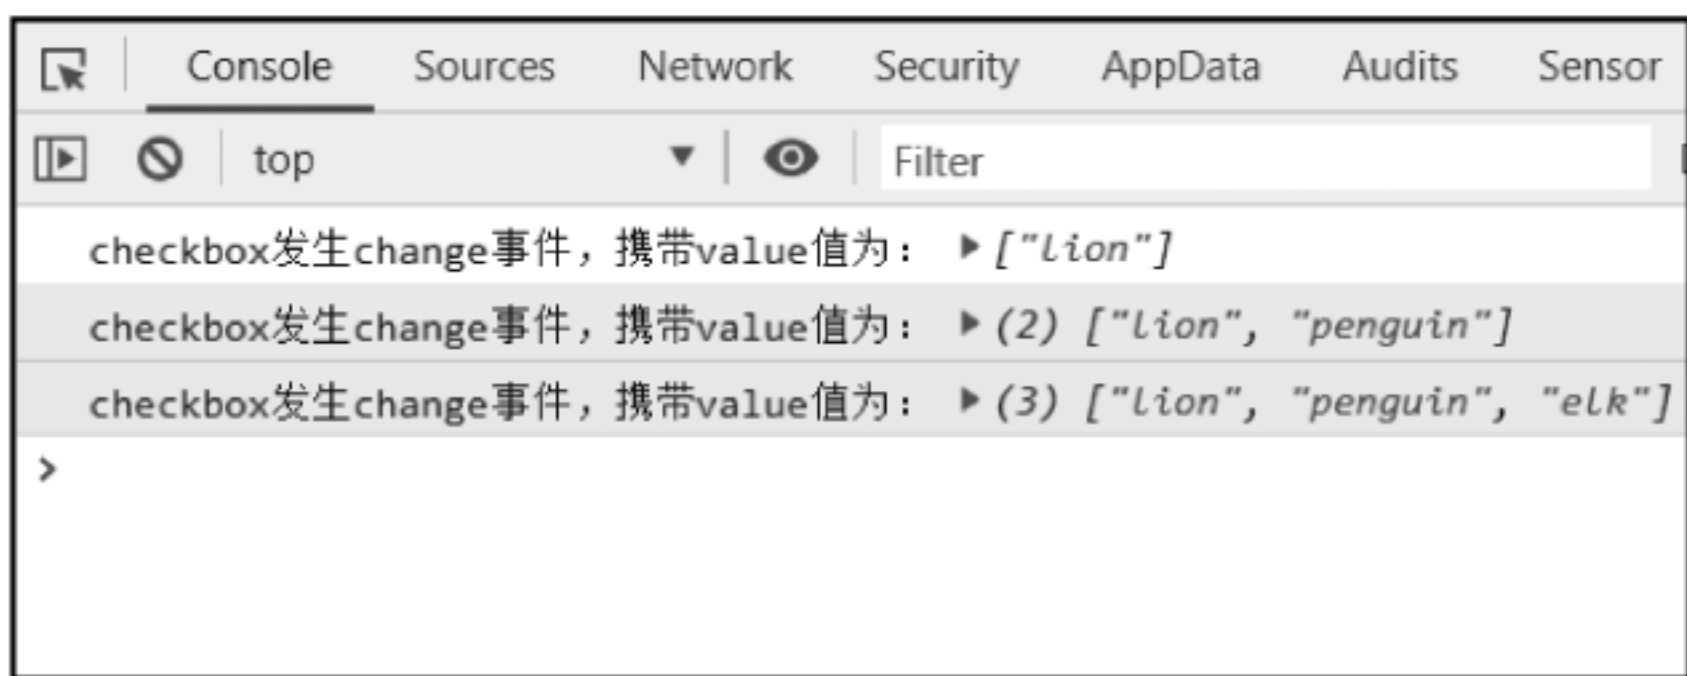 Console Sources Network Security AppData Audits Sensor
top Filter
checkbox发生change事件，携带value值为： ▶ ["lion"]
checkbox发生change事件，携带value值为： ▶ (2) ["lion", "penguin"]
checkbox发生change事件，携带value值为： ▶ (3) ["lion", "penguin", "elk"]
>